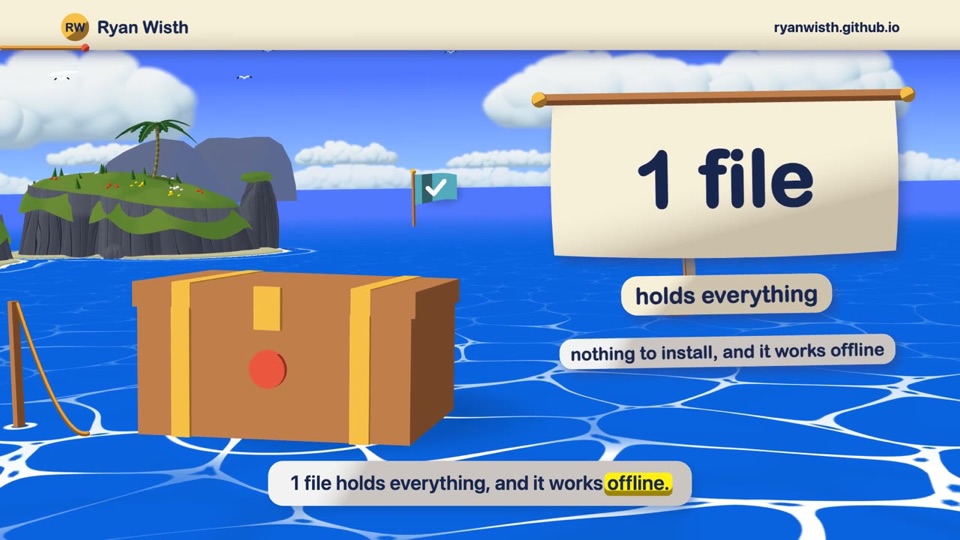 RW Ryan Wisth
ryanwisth.github.io
1 file
holds everything
nothing to install, and it works offline
1 file holds everything, and it works offline.